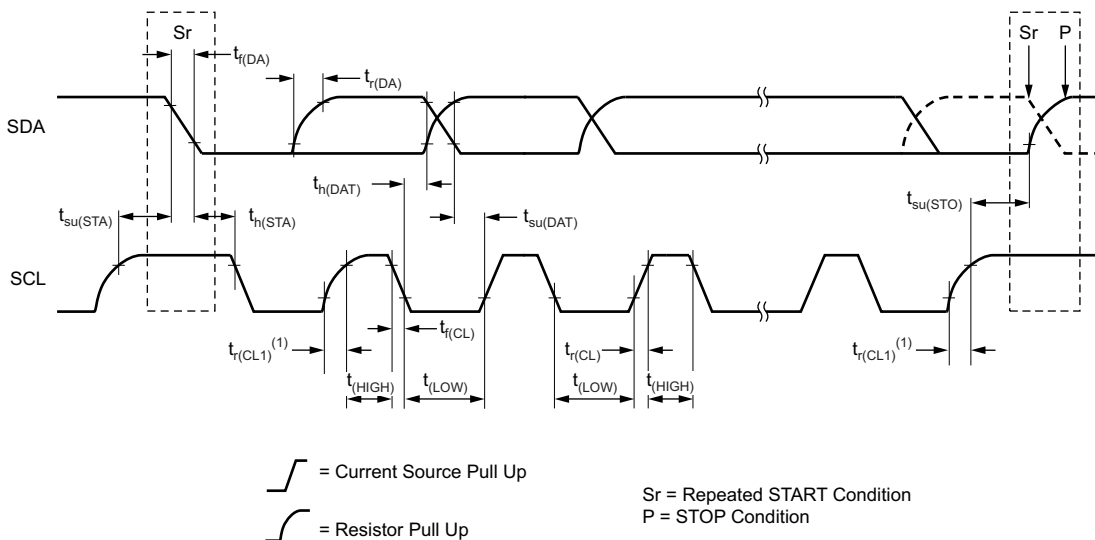 Sr
Sr P
t_f(DA)
t_r(DA)
SDA
t_h(DAT)
t_su(STA)
t_h(STA)
t_su(DAT)
t_su(STO)
SCL
t_f(CL)
t_r(CL1)^(1)
t_r(CL)
t_r(CL1)^(1)
t_(HIGH)
t_(LOW)
t_(LOW)
t_(HIGH)
= Current Source Pull Up
= Resistor Pull Up
Sr = Repeated START Condition
P = STOP Condition